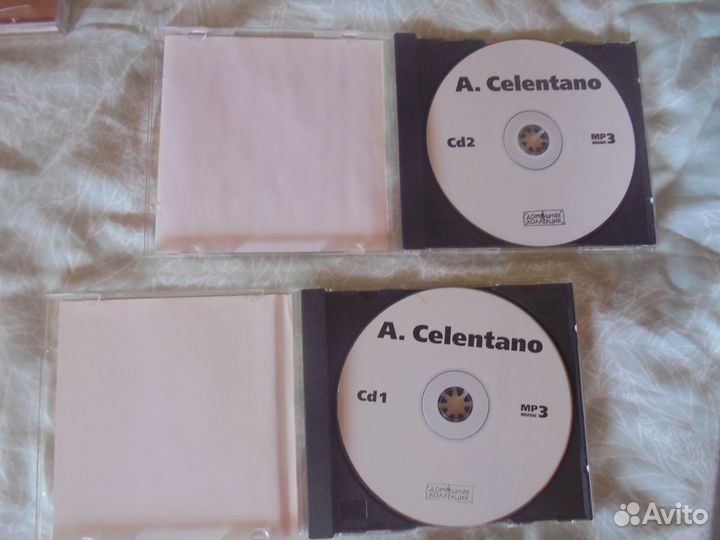 A. Celentano
Cd2
MP3
MUSIC
ДОМАШНЯЯ
КОЛЛЕКЦИЯ
A. Celentano
Cd1
MP3
MUSIC
ДОМАШНЯЯ
КОЛЛЕКЦИЯ
Avito